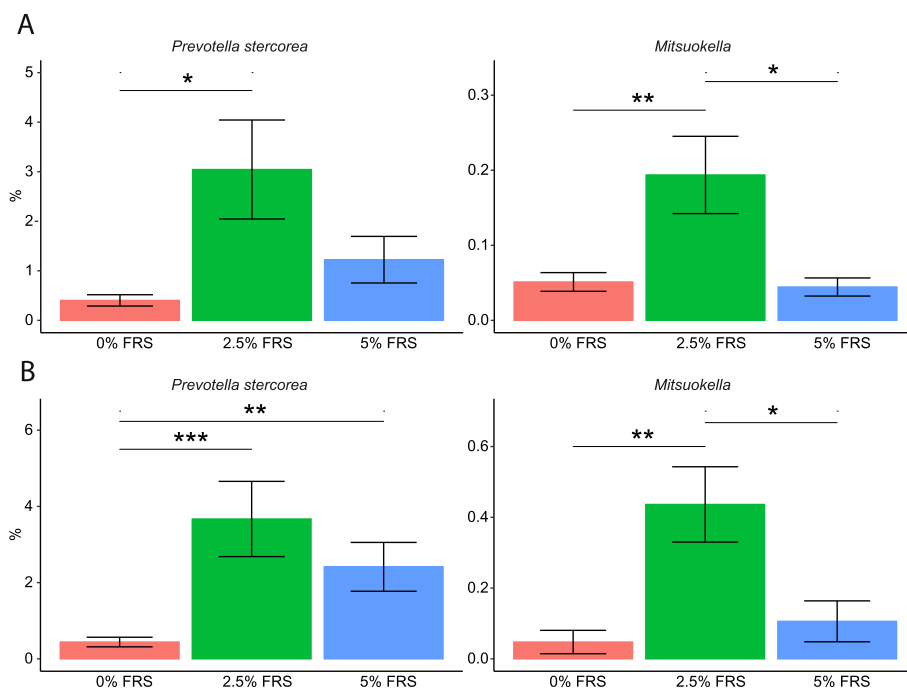 A
Prevotella stercorea
Mitsuokella
5
4
3
2
1
0
%
*
0% FRS 2.5% FRS 5% FRS
0.3
0.2
0.1
0.0
** *
0% FRS 2.5% FRS 5% FRS
B
Prevotella stercorea
Mitsuokella
6
4
2
0
%
**
***
0% FRS 2.5% FRS 5% FRS
0.6
0.4
0.2
0.0
** *
0% FRS 2.5% FRS 5% FRS